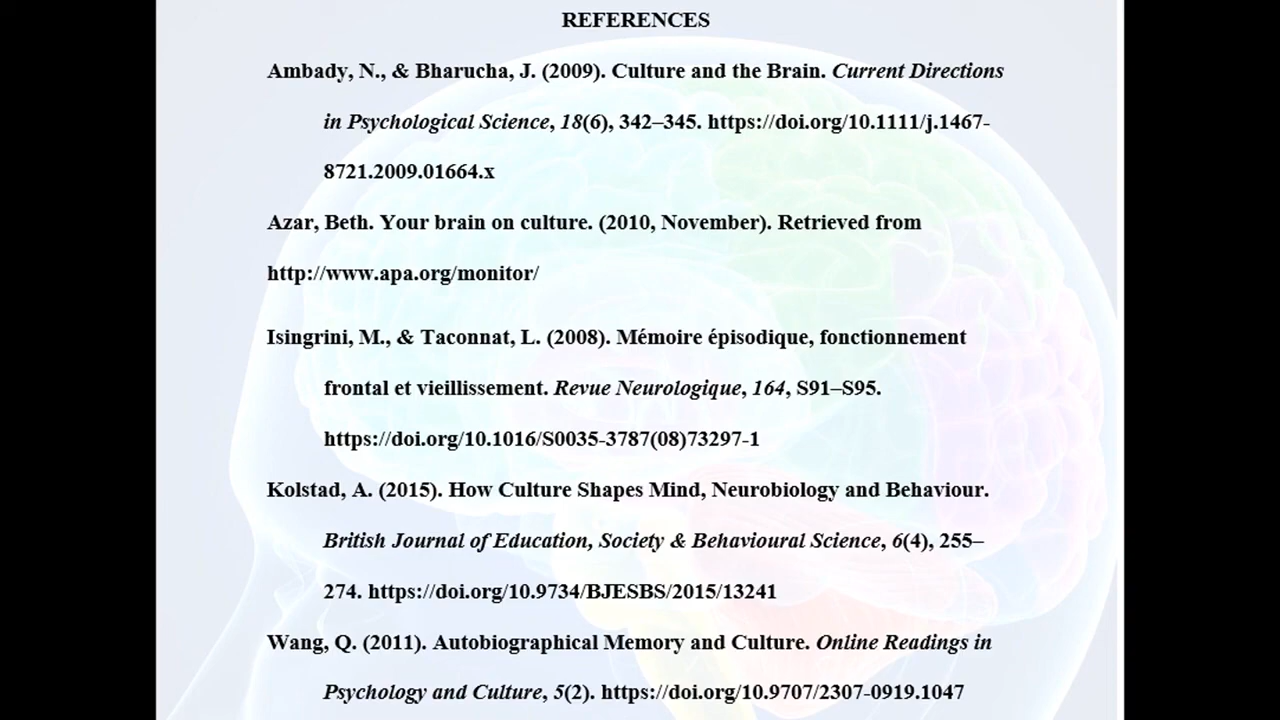 REFERENCES
Ambady, N., & Bharucha, J. (2009). Culture and the Brain. Current Directions
in Psychological Science, 18(6), 342–345. https://doi.org/10.1111/j.1467-
8721.2009.01664.x
Azar, Beth. Your brain on culture. (2010, November). Retrieved from
http://www.apa.org/monitor/
Isingrini, M., & Taconnat, L. (2008). Mémoire épisodique, fonctionnement
frontal et vieillissement. Revue Neurologique, 164, S91–S95.
https://doi.org/10.1016/S0035-3787(08)73297-1
Kolstad, A. (2015). How Culture Shapes Mind, Neurobiology and Behaviour.
British Journal of Education, Society & Behavioural Science, 6(4), 255–
274. https://doi.org/10.9734/BJESBS/2015/13241
Wang, Q. (2011). Autobiographical Memory and Culture. Online Readings in
Psychology and Culture, 5(2). https://doi.org/10.9707/2307-0919.1047